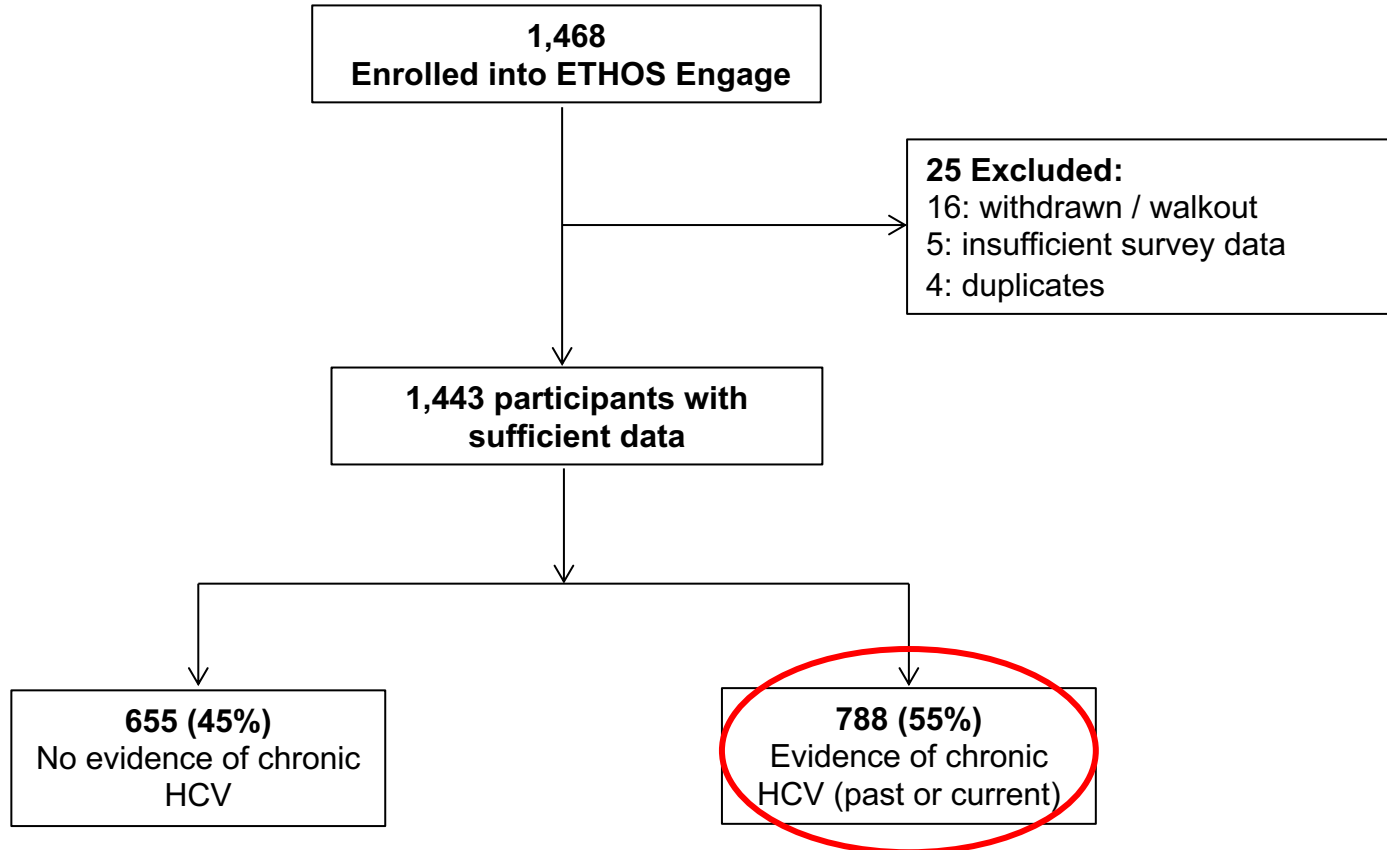 1,468
Enrolled into ETHOS Engage
25 Excluded:
16: withdrawn / walkout
5: insufficient survey data
4: duplicates
1,443 participants with
sufficient data
655 (45%)
No evidence of chronic
HCV
788 (55%)
Evidence of chronic
HCV (past or current)